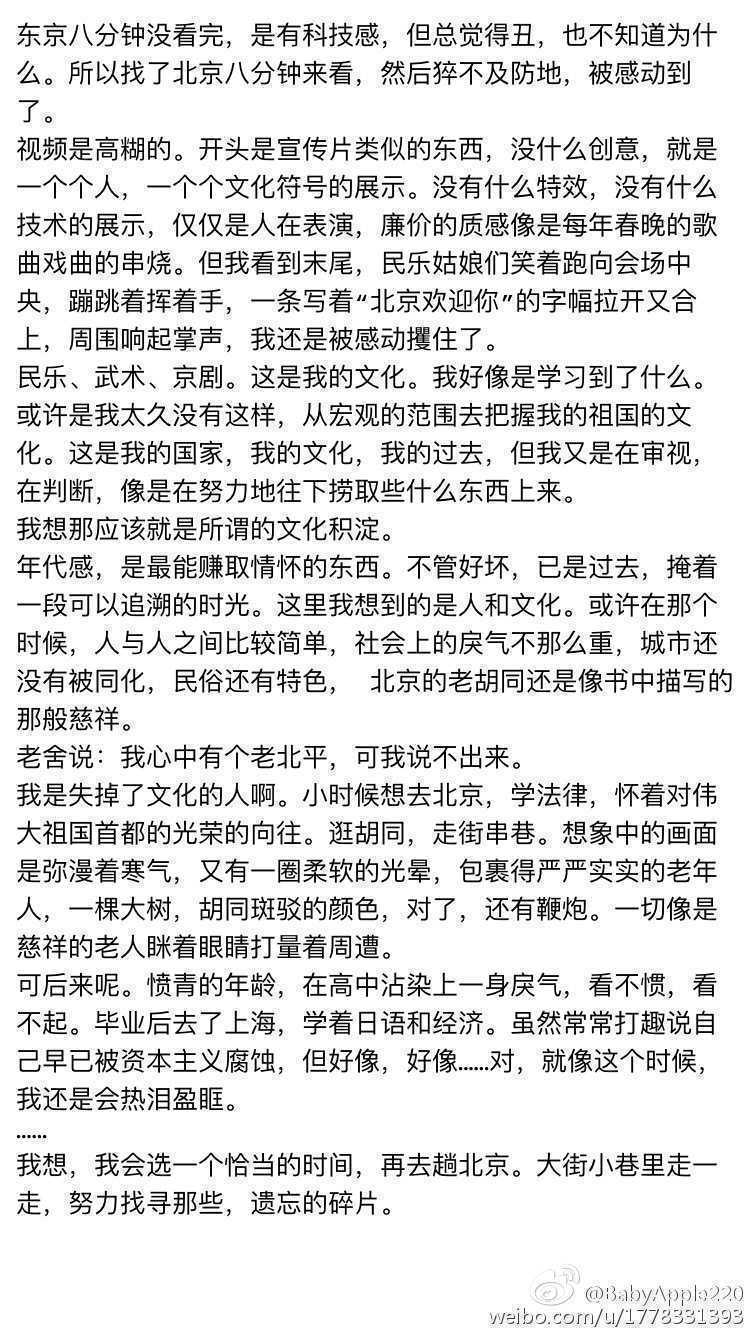 东京八分钟没看完，是有科技感，但总觉得丑，也不知道为什
么。所以找了北京八分钟来看，然后猝不及防地，被感动到
了。
视频是高糊的。开头是宣传片类似的东西，没什么创意，就是
一个个人，一个个文化符号的展示。没有什么特效，没有什么
技术的展示，仅仅是人在表演，廉价的质感像是每年春晚的歌
曲戏曲的串烧。但我看到末尾，民乐姑娘们笑着跑向会场中
央，蹦跳着挥着手，一条写着“北京欢迎你”的字幅拉开又合
上，周围响起掌声，我还是被感动攫住了。
民乐、武术、京剧。这是我的文化。我好像是学习到了什么。
或许是我太久没有这样，从宏观的范围去把握我的祖国的文
化。这是我的国家，我的文化，我的过去，但我又是在审视，
在判断，像是在努力地往下捞取些什么东西上来。
我想那应该就是所谓的文化积淀。
年代感，是最能赚取情怀的东西。不管好坏，已是过去，掩着
一段可以追溯的时光。这里我想到的是人和文化。或许在那个
时候，人与人之间比较简单，社会上的戾气不那么重，城市还
没有被同化，民俗还有特色， 北京的老胡同还是像书中描写的
那般慈祥。
老舍说：我心中有个老北平，可我说不出来。
我是失掉了文化的人啊。小时候想去北京，学法律，怀着对伟
大祖国首都的光荣的向往。逛胡同，走街串巷。想象中的画面
是弥漫着寒气，又有一圈柔软的光晕，包裹得严严实实的老年
人，一棵大树，胡同斑驳的颜色，对了，还有鞭炮。一切像是
慈祥的老人眯着眼睛打量着周遭。
可后来呢。愤青的年龄，在高中沾染上一身戾气，看不惯，看
不起。毕业后去了上海，学着日语和经济。虽然常常打趣说自
己早已被资本主义腐蚀，但好像，好像……对，就像这个时候，
我还是会热泪盈眶。
……
我想，我会选一个恰当的时间，再去趟北京。大街小巷里走一
走，努力找寻那些，遗忘的碎片。
@BabyApple220
weibo.com/u/1778331393